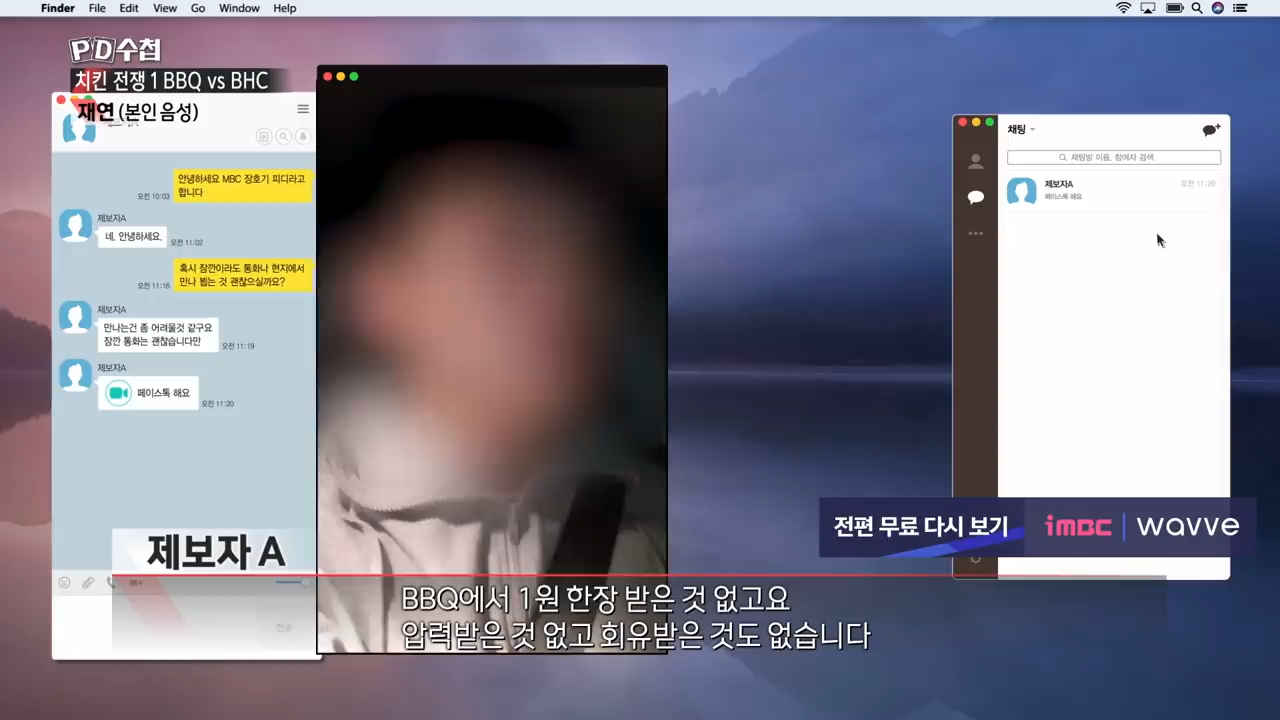 Finder File Edit View Go Window Help
PD수첩
치킨 전쟁 1 BBQ vs BHC
재연 (본인 음성)
안녕하세요 MBC 장호기 피디라고
합니다
오전 10:03
제보자A
네, 안녕하세요.
오전 11:02
혹시 잠깐이라도 통화나 현지에서
만나 뵙는 것 괜찮으실까요?
오전 11:16
제보자A
만나는건 좀 어려울것 같구요
잠깐 통화는 괜찮습니다만
오전 11:19
제보자A
페이스톡 해요
오전 11:20
전송
채팅
채팅방 이름, 참여자 검색
제보자A
오전 11:20
페이스톡 해요
전편 무료 다시 보기
iMBC | wavve
제보자 A
BBQ에서 1원 한장 받은 것 없고요
압력받은 것 없고 회유받은 것도 없습니다